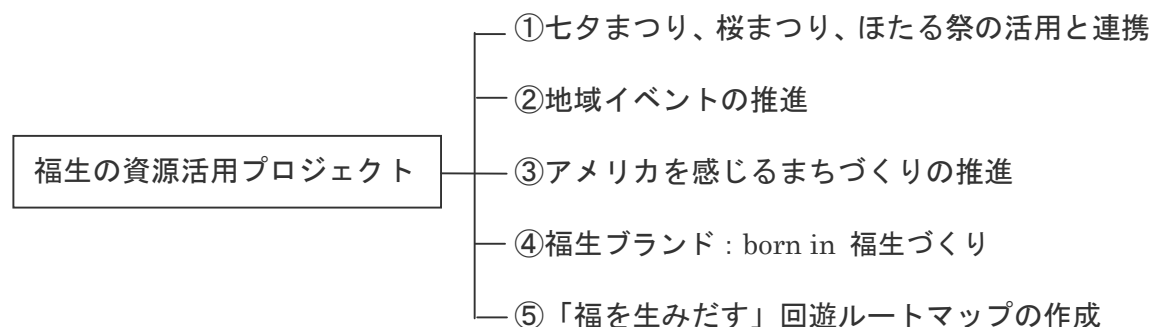 福生の資源活用プロジェクト
①七夕まつり、桜まつり、ほたる祭の活用と連携
②地域イベントの推進
③アメリカを感じるまちづくりの推進
④福生ブランド：born in 福生づくり
⑤「福を生みだす」回遊ルートマップの作成